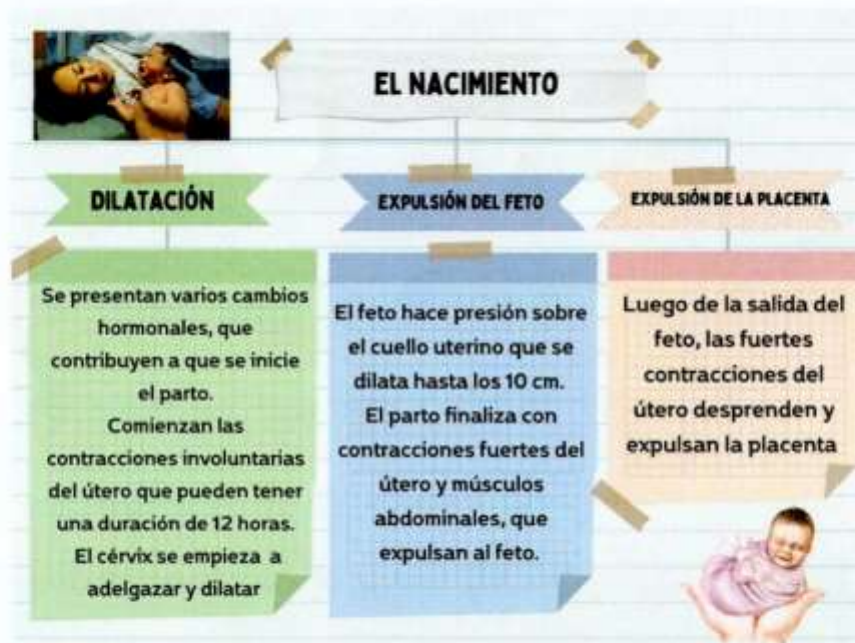 EL NACIMIENTO
DILATACIÓN
Se presentan varios cambios
hormonales, que
contribuyen a que se inicie
el parto.
Comienzan las
contracciones involuntarias
del útero que pueden tener
una duración de 12 horas.
El cérvix se empieza a
adelgazar y dilatar
EXPULSIÓN DEL FETO
El feto hace presión sobre
el cuello uterino que se
dilata hasta los 10 cm.
El parto finaliza con
contracciones fuertes del
útero y músculos
abdominales, que
expulsan al feto.
EXPULSIÓN DE LA PLACENTA
Luego de la salida del
feto, las fuertes
contracciones del
útero desprenden y
expulsan la placenta